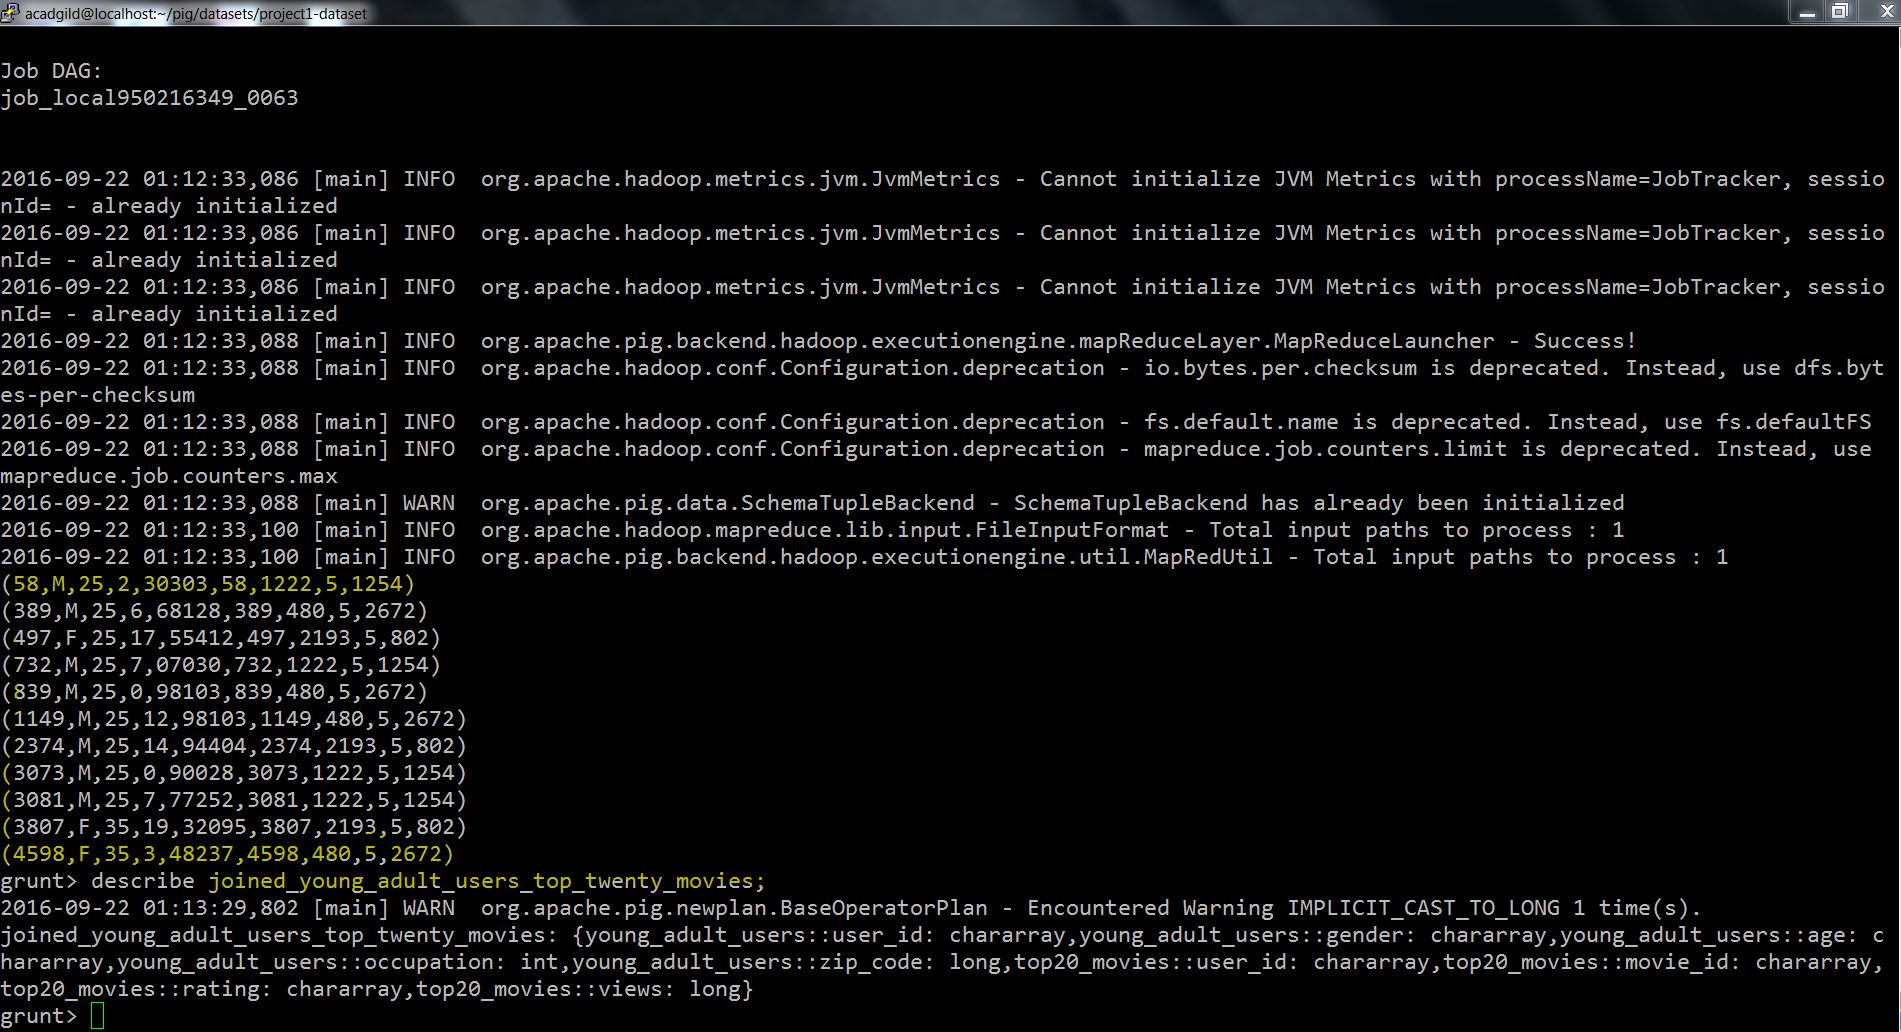 acadgild@localhost:~/pig/datasets/project1-dataset
Job DAG:
job_local950216349_0063
2016-09-22 01:12:33,086 [main] INFO  org.apache.hadoop.metrics.jvm.JvmMetrics - Cannot initialize JVM Metrics with processName=JobTracker, sessio
nId= - already initialized
2016-09-22 01:12:33,086 [main] INFO  org.apache.hadoop.metrics.jvm.JvmMetrics - Cannot initialize JVM Metrics with processName=JobTracker, sessio
nId= - already initialized
2016-09-22 01:12:33,086 [main] INFO  org.apache.hadoop.metrics.jvm.JvmMetrics - Cannot initialize JVM Metrics with processName=JobTracker, sessio
nId= - already initialized
2016-09-22 01:12:33,088 [main] INFO  org.apache.pig.backend.hadoop.executionengine.mapReduceLayer.MapReduceLauncher - Success!
2016-09-22 01:12:33,088 [main] INFO  org.apache.hadoop.conf.Configuration.deprecation - io.bytes.per.checksum is deprecated. Instead, use dfs.byt
es-per-checksum
2016-09-22 01:12:33,088 [main] INFO  org.apache.hadoop.conf.Configuration.deprecation - fs.default.name is deprecated. Instead, use fs.defaultFS
2016-09-22 01:12:33,088 [main] INFO  org.apache.hadoop.conf.Configuration.deprecation - mapreduce.job.counters.limit is deprecated. Instead, use
mapreduce.job.counters.max
2016-09-22 01:12:33,088 [main] WARN  org.apache.pig.data.SchemaTupleBackend - SchemaTupleBackend has already been initialized
2016-09-22 01:12:33,100 [main] INFO  org.apache.hadoop.mapreduce.lib.input.FileInputFormat - Total input paths to process : 1
2016-09-22 01:12:33,100 [main] INFO  org.apache.pig.backend.hadoop.executionengine.util.MapRedUtil - Total input paths to process : 1
(58,M,25,2,30303,58,1222,5,1254)
(389,M,25,6,68128,389,480,5,2672)
(497,F,25,17,55412,497,2193,5,802)
(732,M,25,7,07030,732,1222,5,1254)
(839,M,25,0,98103,839,480,5,2672)
(1149,M,25,12,98103,1149,480,5,2672)
(2374,M,25,14,94404,2374,2193,5,802)
(3073,M,25,0,90028,3073,1222,5,1254)
(3081,M,25,7,77252,3081,1222,5,1254)
(3807,F,35,19,32095,3807,2193,5,802)
(4598,F,35,3,48237,4598,480,5,2672)
grunt> describe joined_young_adult_users_top_twenty_movies;
2016-09-22 01:13:29,802 [main] WARN  org.apache.pig.newplan.BaseOperatorPlan - Encountered Warning IMPLICIT_CAST_TO_LONG 1 time(s).
joined_young_adult_users_top_twenty_movies: {young_adult_users::user_id: chararray,young_adult_users::gender: chararray,young_adult_users::age: c
hararray,young_adult_users::occupation: int,young_adult_users::zip_code: long,top20_movies::user_id: chararray,top20_movies::movie_id: chararray,
top20_movies::rating: chararray,top20_movies::views: long}
grunt>